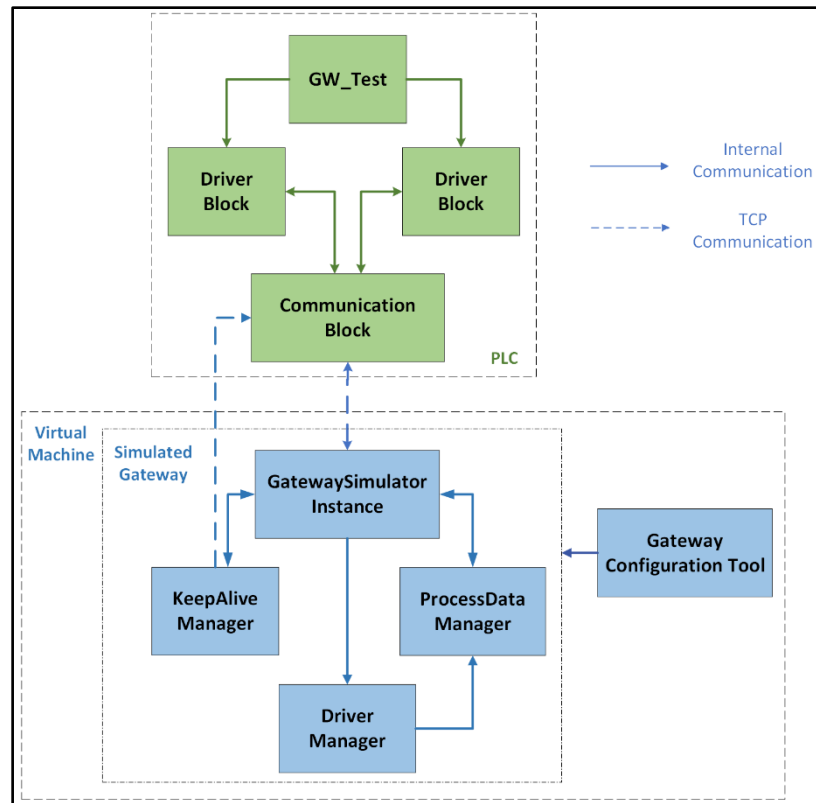 GW_Test
Driver
Block
Driver
Block
Internal
Communication
TCP
Communication
Communication
Block
PLC
Virtual
Machine
Simulated
Gateway
GatewaySimulator
Instance
Gateway
Configuration Tool
KeepAlive
Manager
ProcessData
Manager
Driver
Manager